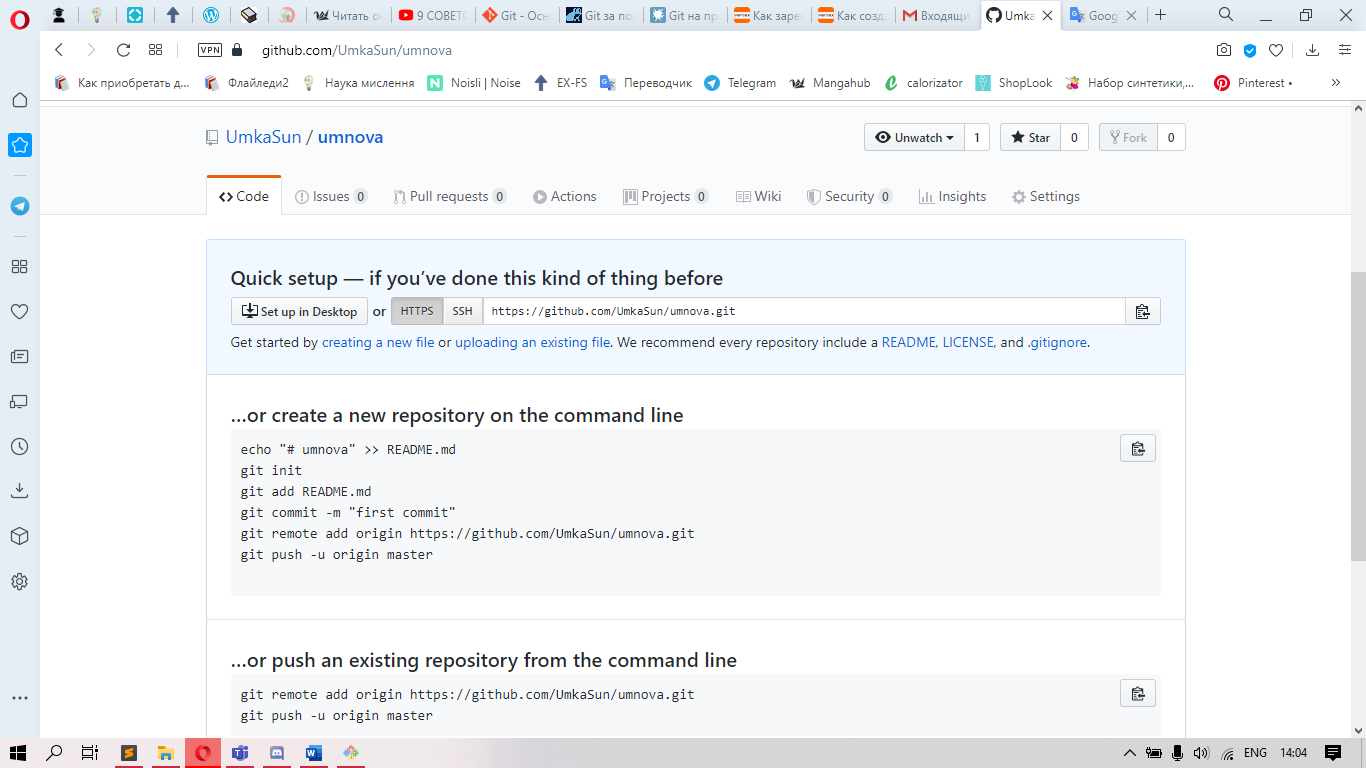 Читать он
9 СОВЕТО
Git - Осно
Git за по
Git на пр
Как заре
Как созд
Входящи
Umka
Goog
VPN
github.com/UmkaSun/umnova
Как приобретать д...
Флайледи2
Наука мислення
Noisli | Noise
EX-FS
Переводчик
Telegram
Mangahub
calorizator
ShopLook
Набор синтетики,...
Pinterest •
»
UmkaSun / umnova
Unwatch 1
Star 0
Fork 0
Code
Issues 0
Pull requests 0
Actions
Projects 0
Wiki
Security 0
Insights
Settings
Quick setup — if you’ve done this kind of thing before
Set up in Desktop or HTTPS SSH https://github.com/UmkaSun/umnova.git
Get started by creating a new file or uploading an existing file. We recommend every repository include a README, LICENSE, and .gitignore.
…or create a new repository on the command line
echo "# umnova" >> README.md
git init
git add README.md
git commit -m "first commit"
git remote add origin https://github.com/UmkaSun/umnova.git
git push -u origin master
…or push an existing repository from the command line
git remote add origin https://github.com/UmkaSun/umnova.git
git push -u origin master
ENG 14:04